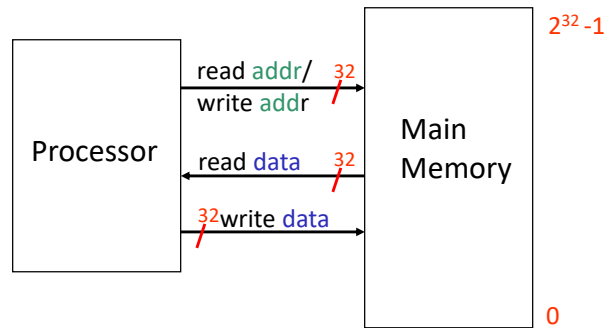 2³²-1
read addr/ 32
write addr
Processor
Main
Memory
read data 32
32 write data
0